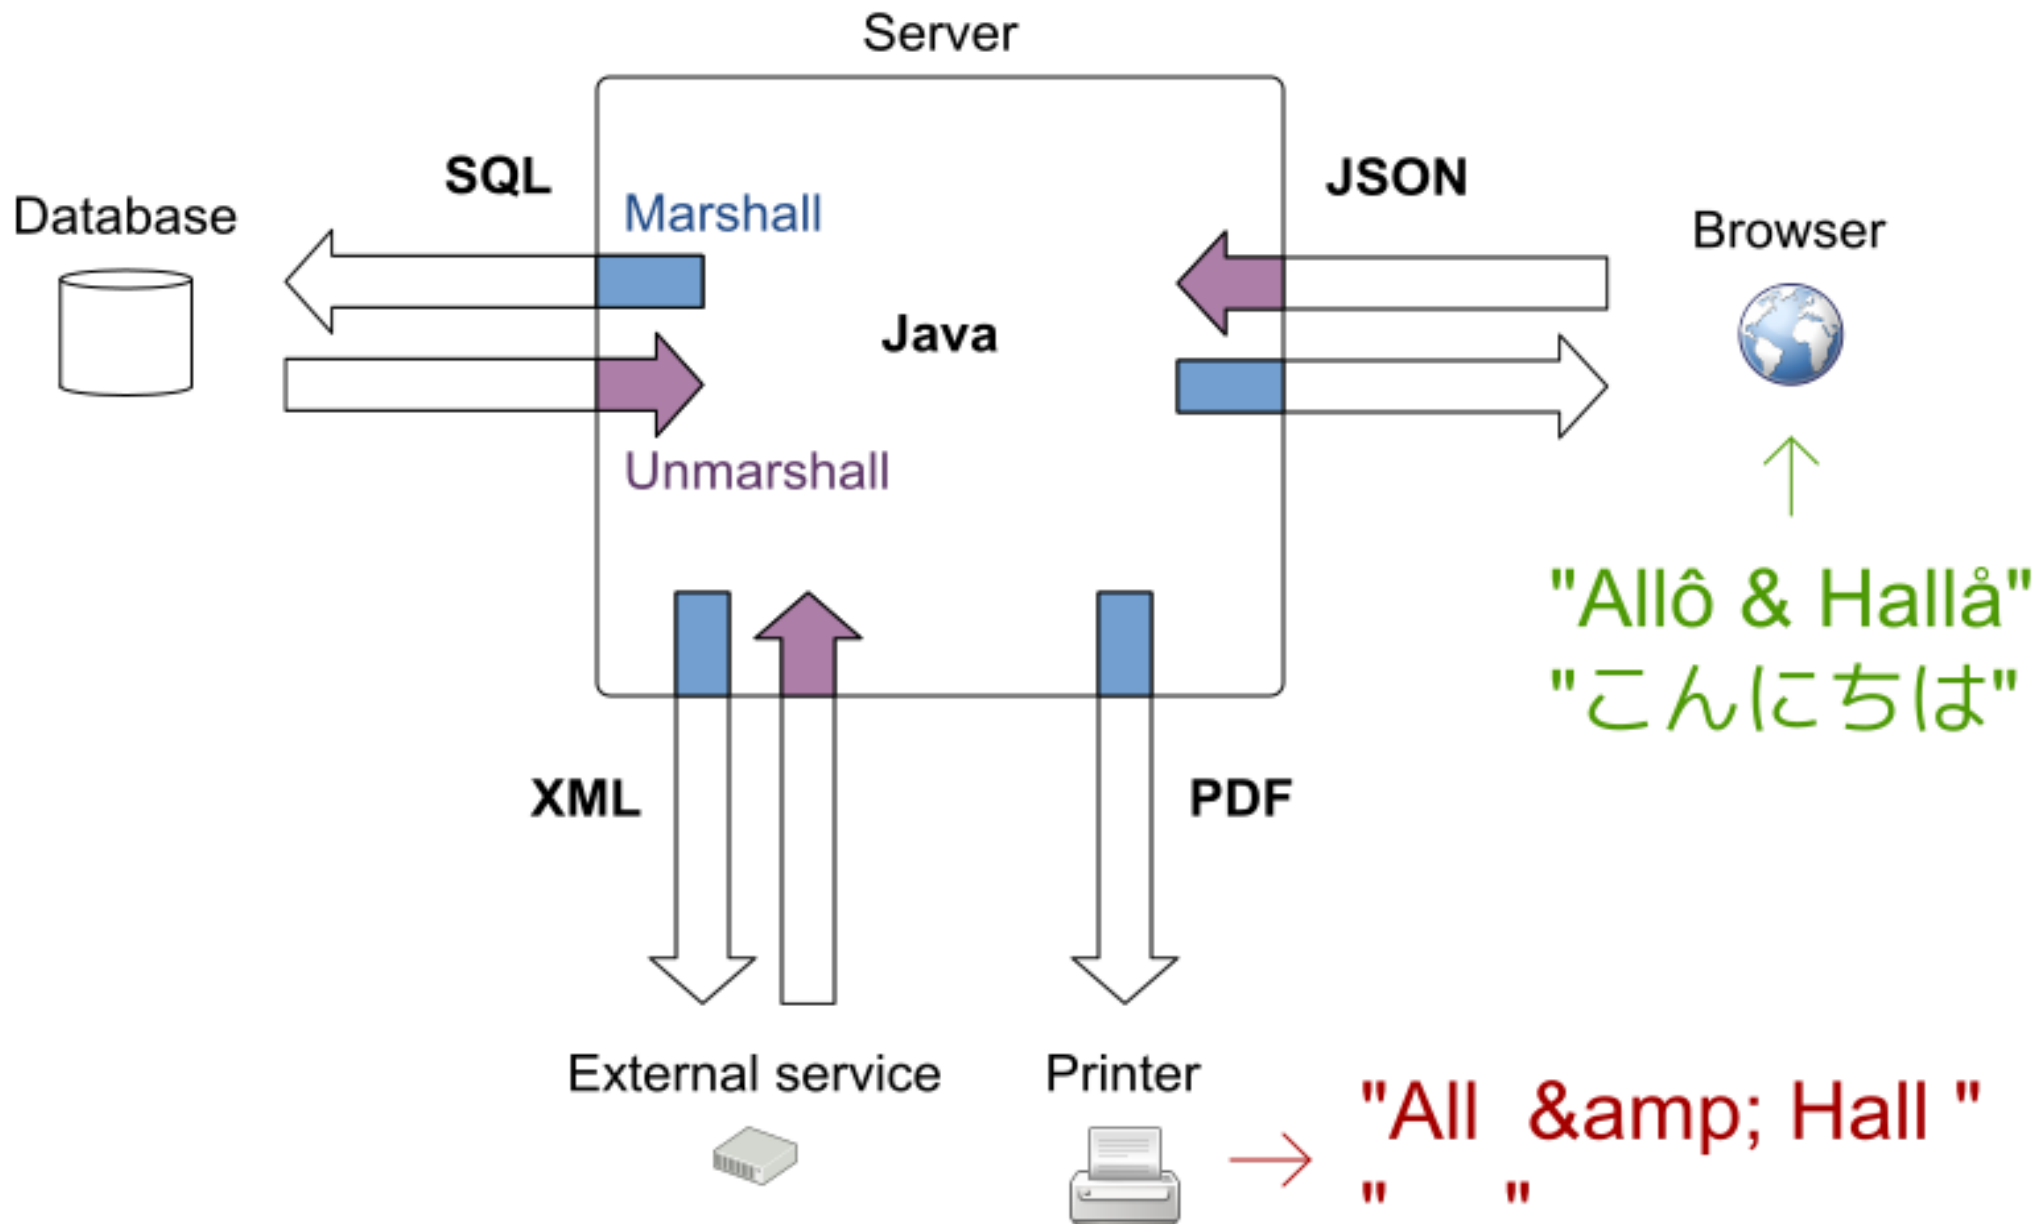 Server
SQL
JSON
Database
Marshall
Browser
Java
Unmarshall
"Allô & Hallå"
"こんにちは"
XML
PDF
External service
Printer
"All  &amp; Hall "
"     "